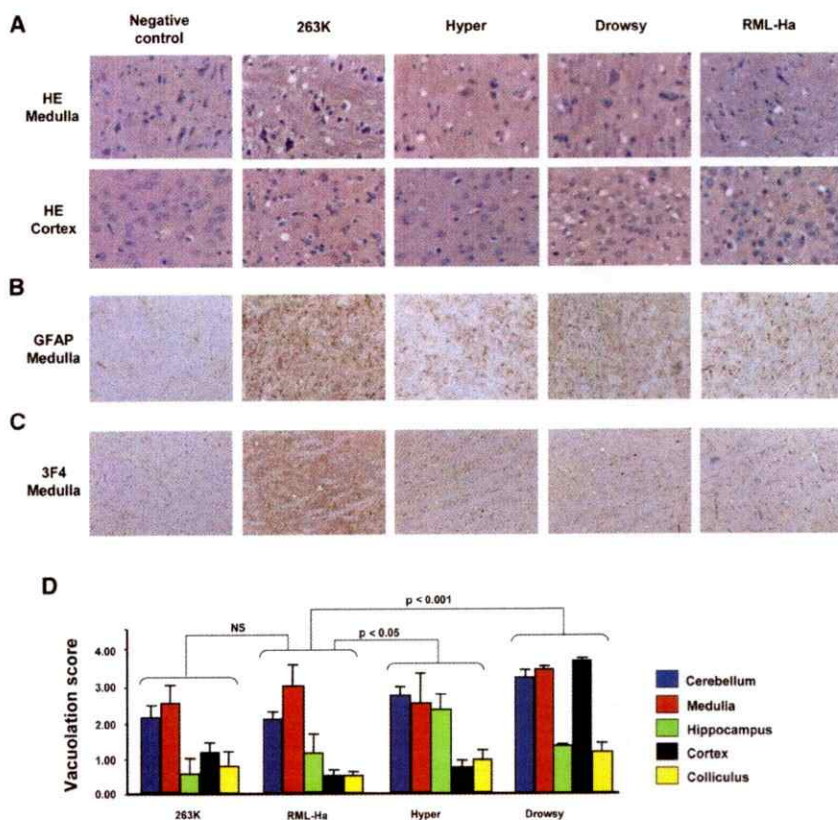 A
Negative control
263K
Hyper
Drowsy
RML-Ha
HE
Medulla
HE
Cortex
B
GFAP
Medulla
C
3F4
Medulla
D
NS
p < 0.05
p < 0.001
Vacuolation score
4.00
3.00
2.00
1.00
0.00
263K
RML-Ha
Hyper
Drowsy
Cerebellum
Medulla
Hippocampus
Cortex
Colliculus